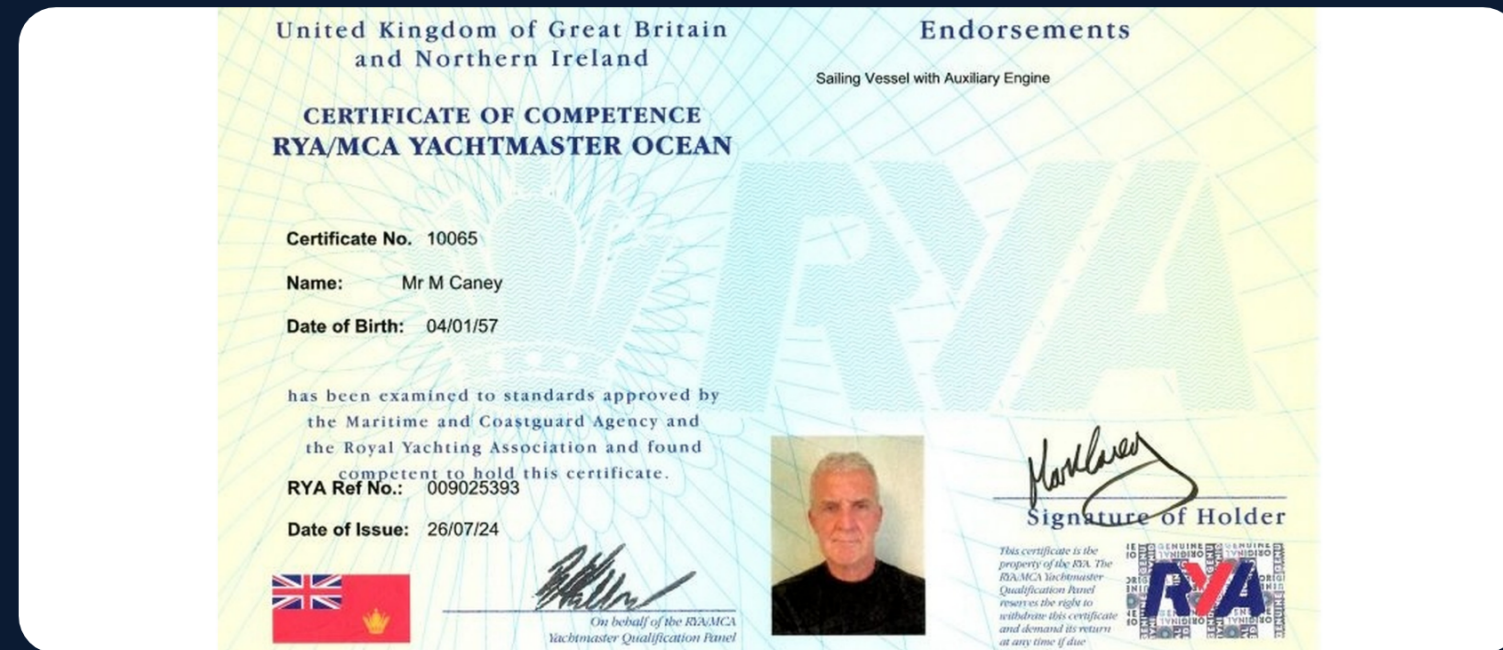 United Kingdom of Great Britain
and Northern Ireland
CERTIFICATE OF COMPETENCE
RYA/MCA YACHTMASTER OCEAN
Certificate No. 10065
Name: Mr M Caney
Date of Birth: 04/01/57
has been examined to standards approved by
the Maritime and Coastguard Agency and
the Royal Yachting Association and found
competent to hold this certificate.
RYA Ref No.: 009025393
Date of Issue: 26/07/24
On behalf of the RYA/MCA
Yachtmaster Qualification Panel
Endorsements
Sailing Vessel with Auxiliary Engine
RYA
Signature of Holder
This certificate is the
property of the RYA. The
RYA/MCA Yachtmaster
Qualification Panel
reserves the right to
withdraw this certificate
and demand its return
at any time if due
GENUINE
RYA